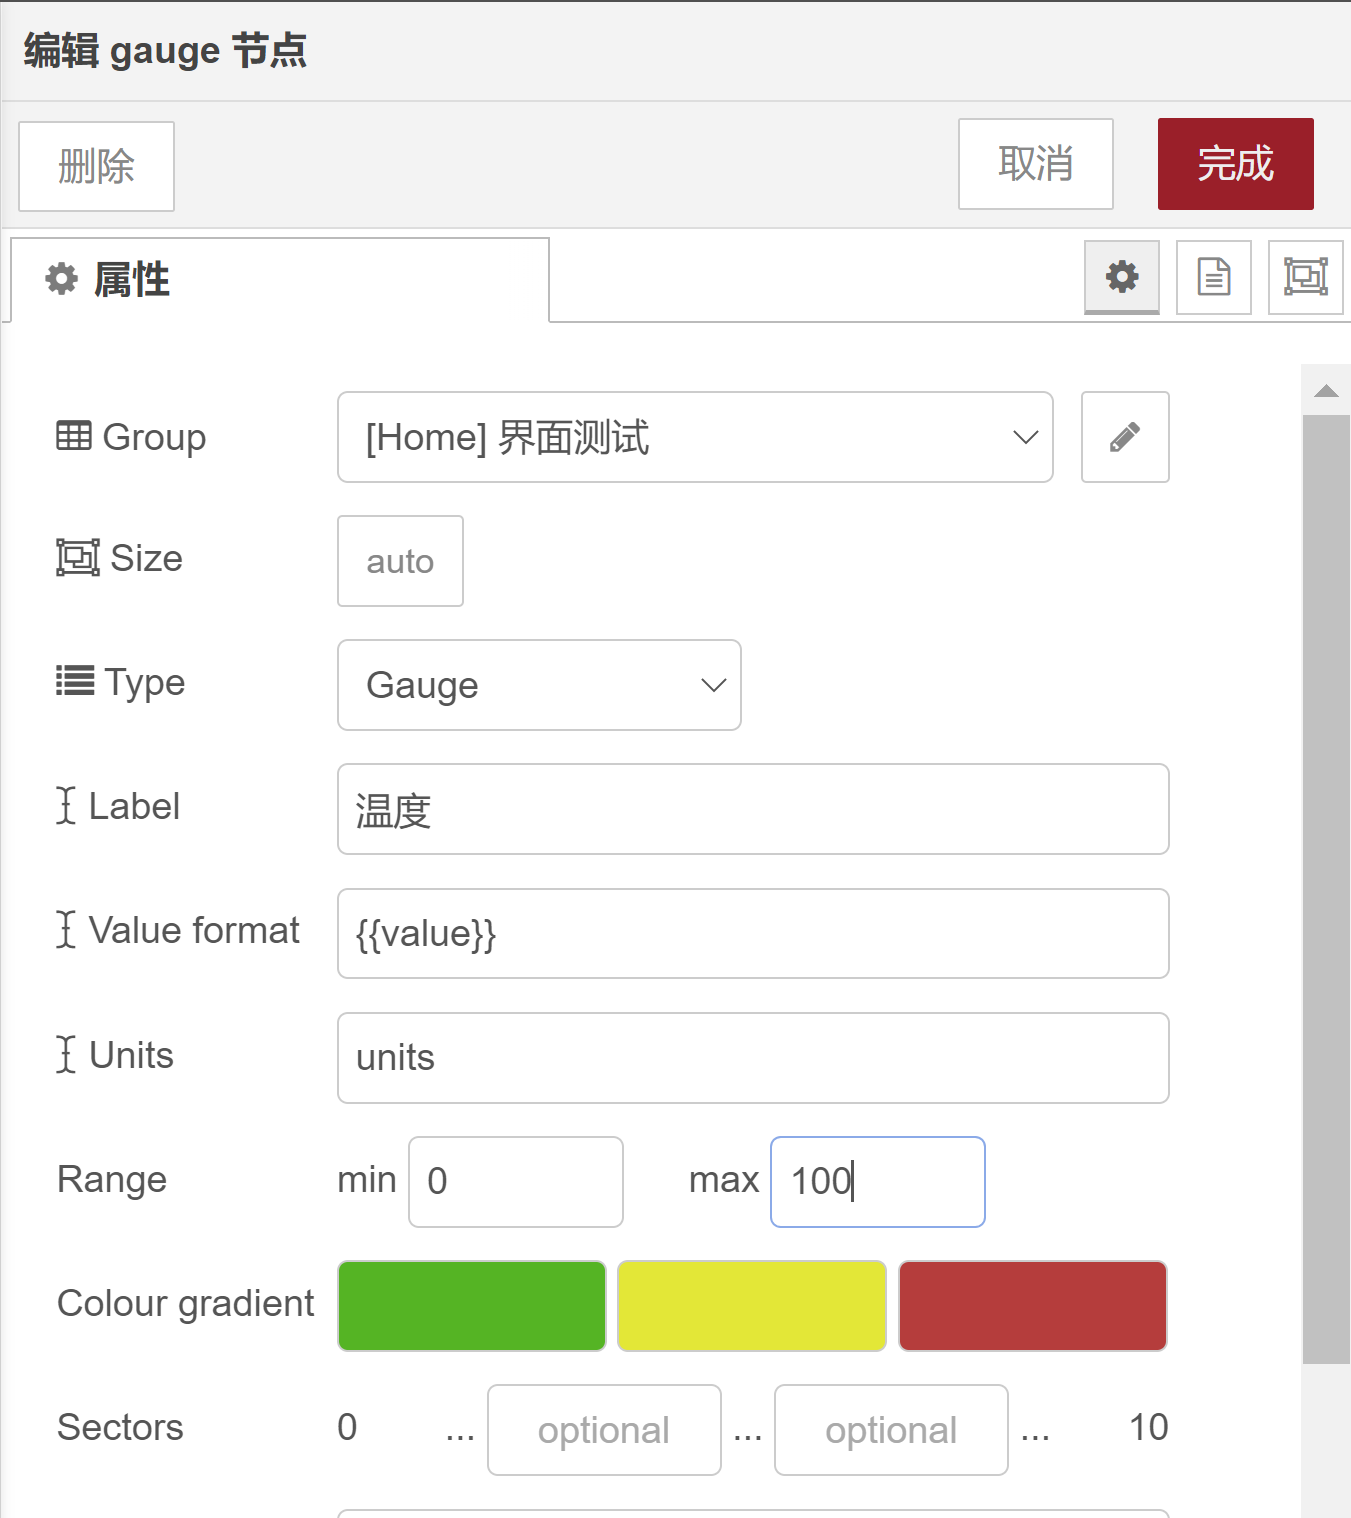 编辑 gauge 节点
删除
取消
完成
属性
Group
[Home] 界面测试
Size
auto
Type
Gauge
Label
温度
Value format
{{value}}
Units
units
Range
min 0
max 100
Colour gradient
Sectors
0 ... optional ... optional ... 10